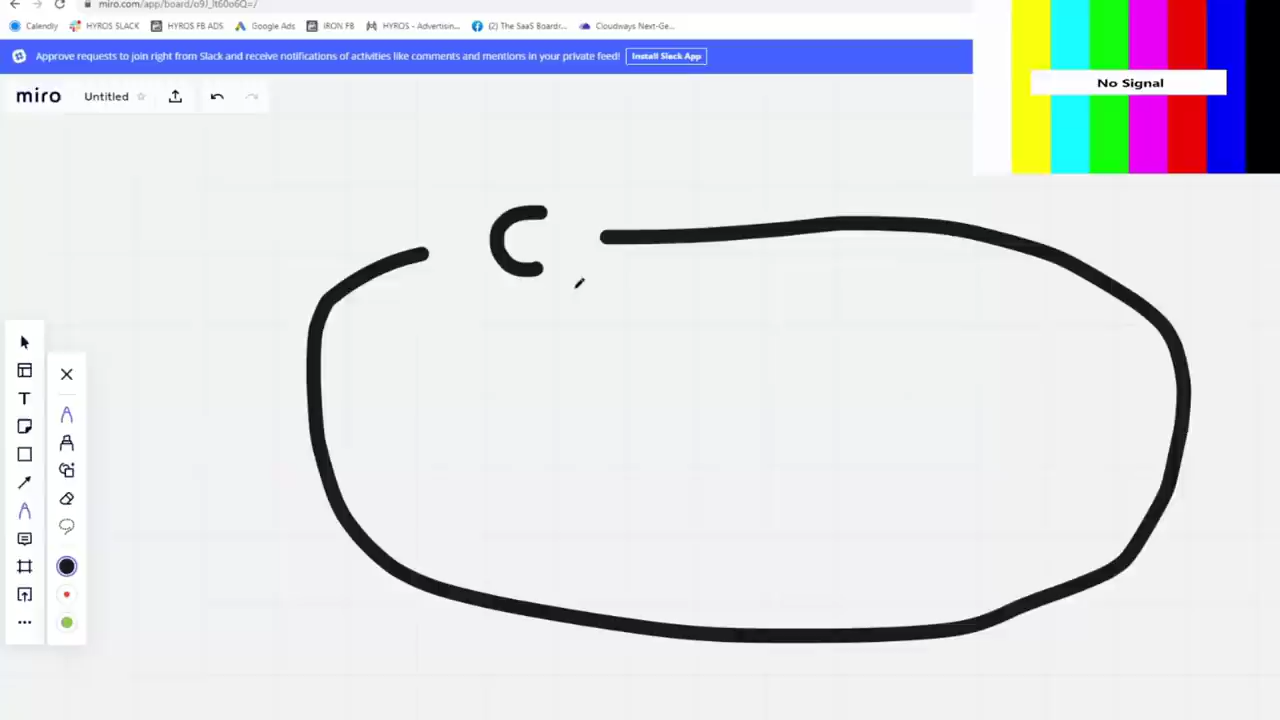 miro.com/app/board/o9J_lt60o6Q=/
Calendly HYROS SLACK HYROS FB ADS Google Ads IRON FB HYROS - Advertisin... (2) The SaaS Boardr... Cloudways Next-Ge...
Approve requests to join right from Slack and receive notifications of activities like comments and mentions in your private feed! Install Slack App
No Signal
miro Untitled
C
T